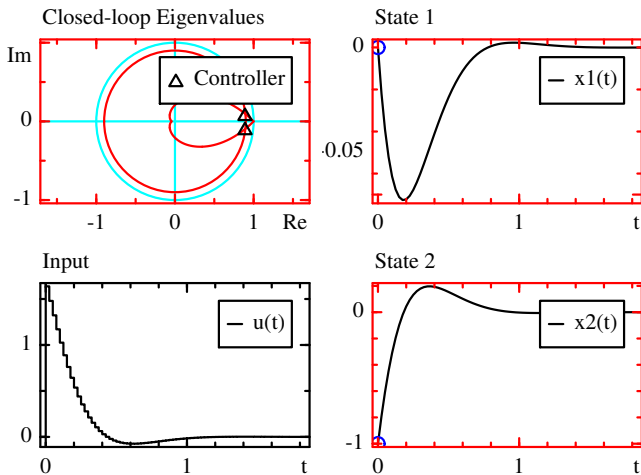 Closed-loop Eigenvalues
Im
0
-1
-1
0
1
Re
Controller
State 1
0
-0.05
0
1
t
x1(t)
Input
1
0
0
1
t
u(t)
State 2
0
-1
0
1
t
x2(t)